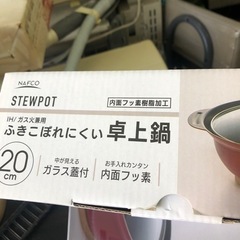 NAFCO
STEWPOT
内面フッ素樹脂加工
IH/ガス火兼用
ふきこぼれにくい 卓上鍋
20cm
中が見える
ガラス蓋付
お手入れカンタン
内面フッ素